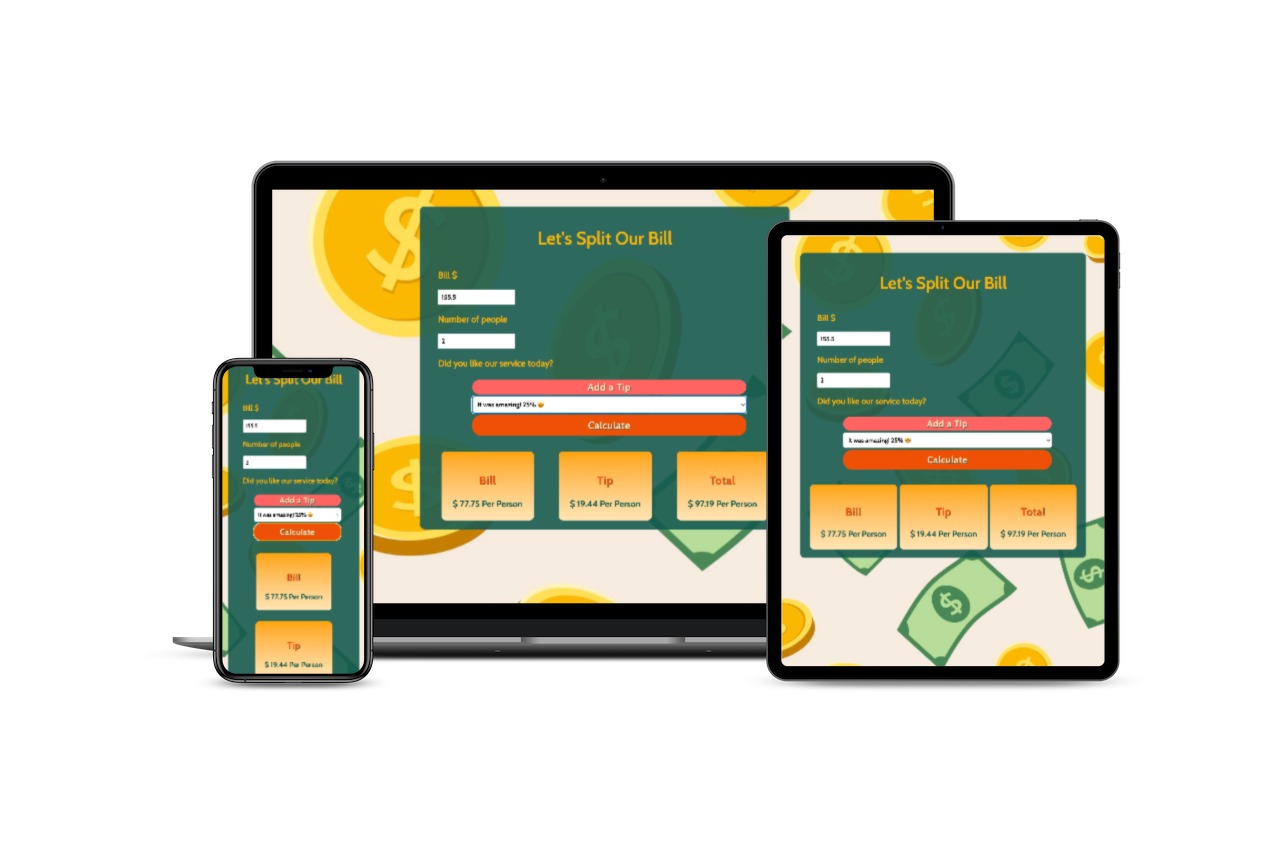 Let's Split Our Bill
Bill $
155.5
Number of people
2
Did you like our service today?
Add a Tip
It was amazing! 25%
Calculate
Bill
$ 77.75 Per Person
Tip
$ 19.44 Per Person
Total
$ 97.19 Per Person
Let's Split Our Bill
Bill $
155.5
Number of people
2
Did you like our service today?
Add a Tip
It was amazing! 25%
Calculate
Bill
$ 77.75 Per Person
Tip
$ 19.44 Per Person
Total
$ 97.19 Per Person
Let's Split Our Bill
Bill $
155.5
Number of people
2
Did you like our service today?
Add a Tip
It was amazing! 25%
Calculate
Bill
$ 77.75 Per Person
Tip
$ 19.44 Per Person